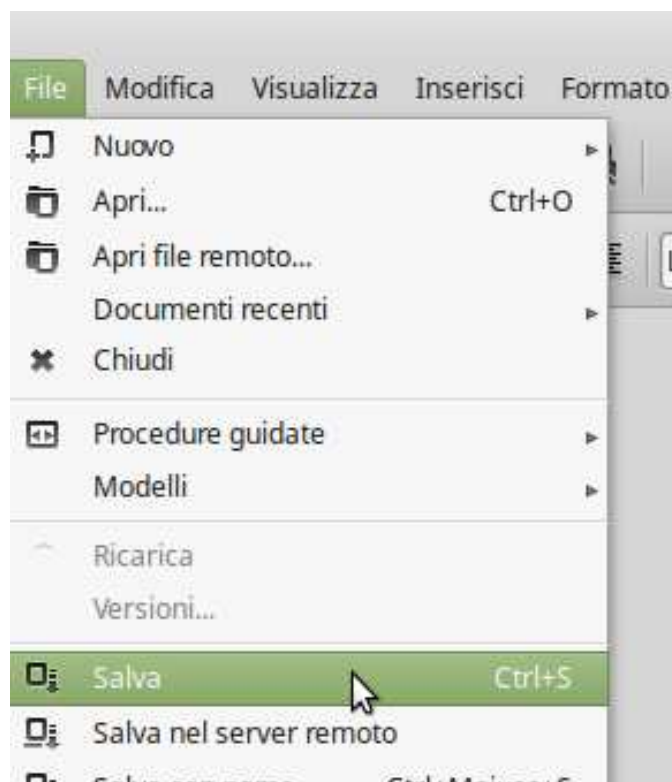 File Modifica Visualizza Inserisci Formato
Nuovo
Apri... Ctrl+O
Apri file remoto...
Documenti recenti
Chiudi
Procedure guidate
Modelli
Ricarica
Versioni...
Salva Ctrl+S
Salva nel server remoto